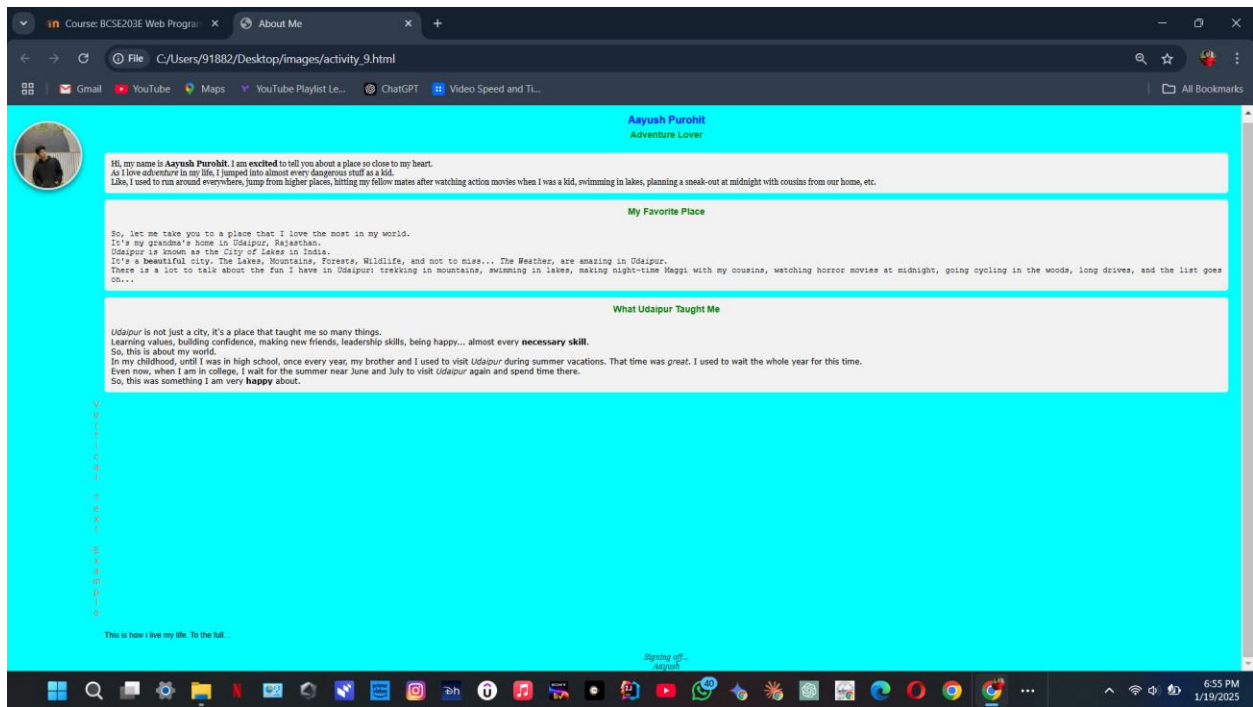 Course: BCSE203E Web Progra
About Me
File
C:/Users/91882/Desktop/images/activity_9.html
Gmail
YouTube
Maps
YouTube Playlist Le...
ChatGPT
Video Speed and Ti...
All Bookmarks
Aayush Purohit
Adventure Lover
Hi, my name is Aayush Purohit. I am excited to tell you about a place so close to my heart.
As I love adventure in my life, I jumped into almost every dangerous stuff as a kid.
Like, I used to run around everywhere, jump from higher places, hitting my fellow mates after watching action movies when I was a kid, swimming in lakes, planning a sneak-out at midnight with cousins from our home, etc.
My Favorite Place
So, let me take you to a place that I love the most in my world.
It's my grandma's home in Udaipur, Rajasthan.
Udaipur is known as the City of Lakes in India.
It's a beautiful city. The Lakes, Mountains, Forests, Wildlife, and not to miss... The Weather, are amazing in Udaipur.
There is a lot to talk about the fun I have in Udaipur: trekking in mountains, swimming in lakes, making night-time Maggi with my cousins, watching horror movies at midnight, going cycling in the woods, long drives, and the list goes
on...
What Udaipur Taught Me
Udaipur is not just a city, it's a place that taught me so many things.
Learning values, building confidence, making new friends, leadership skills, being happy... almost every necessary skill.
So, this is about my world.
In my childhood, until I was in high school, once every year, my brother and I used to visit Udaipur during summer vacations. That time was great. I used to wait the whole year for this time.
Even now, when I am in college, I wait for the summer near June and July to visit Udaipur again and spend time there.
So, this was something I am very happy about.
Vertical Text Example
This is how i live my life. To the full...
Signing off...
Aayush
40
6:55 PM
1/19/2025